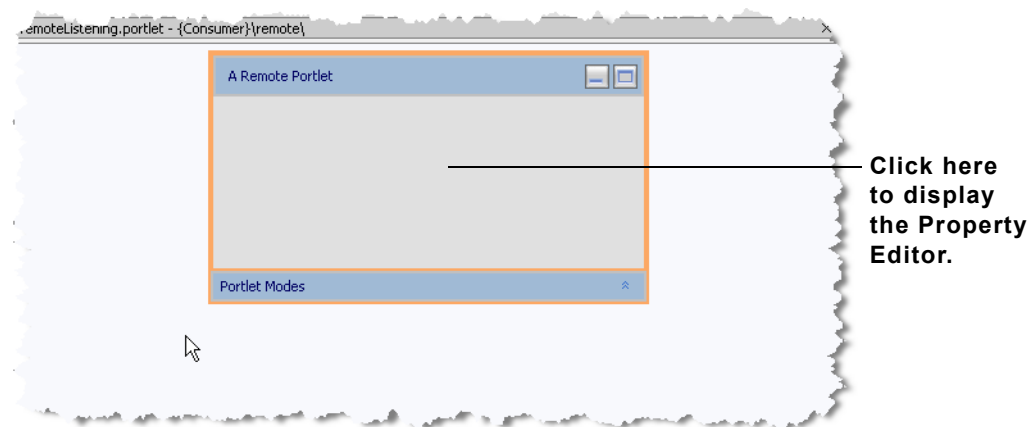 emoteListening.portlet - {Consumer}\remote\
A Remote Portlet
Click here
to display
the Property
Editor.
Portlet Modes